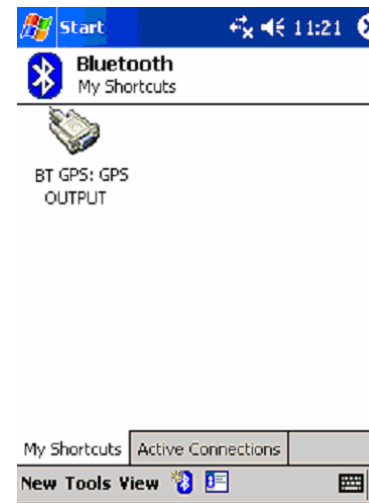 Start 11:21
Bluetooth
My Shortcuts
BT GPS: GPS
OUTPUT
My Shortcuts Active Connections
New Tools View